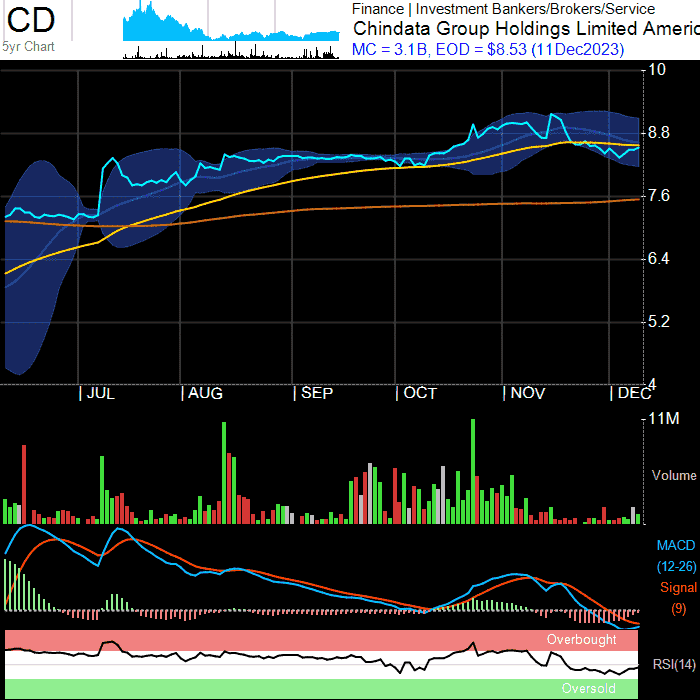 CD
5yr Chart
Finance | Investment Bankers/Brokers/Service
Chindata Group Holdings Limited Americ
MC = 3.1B, EOD = $8.53 (11Dec2023)
10
8.8
7.6
6.4
5.2
4
JUL AUG SEP OCT NOV DEC
11M
Volume
MACD
(12-26)
Signal
(9)
Overbought
RSI(14)
Oversold